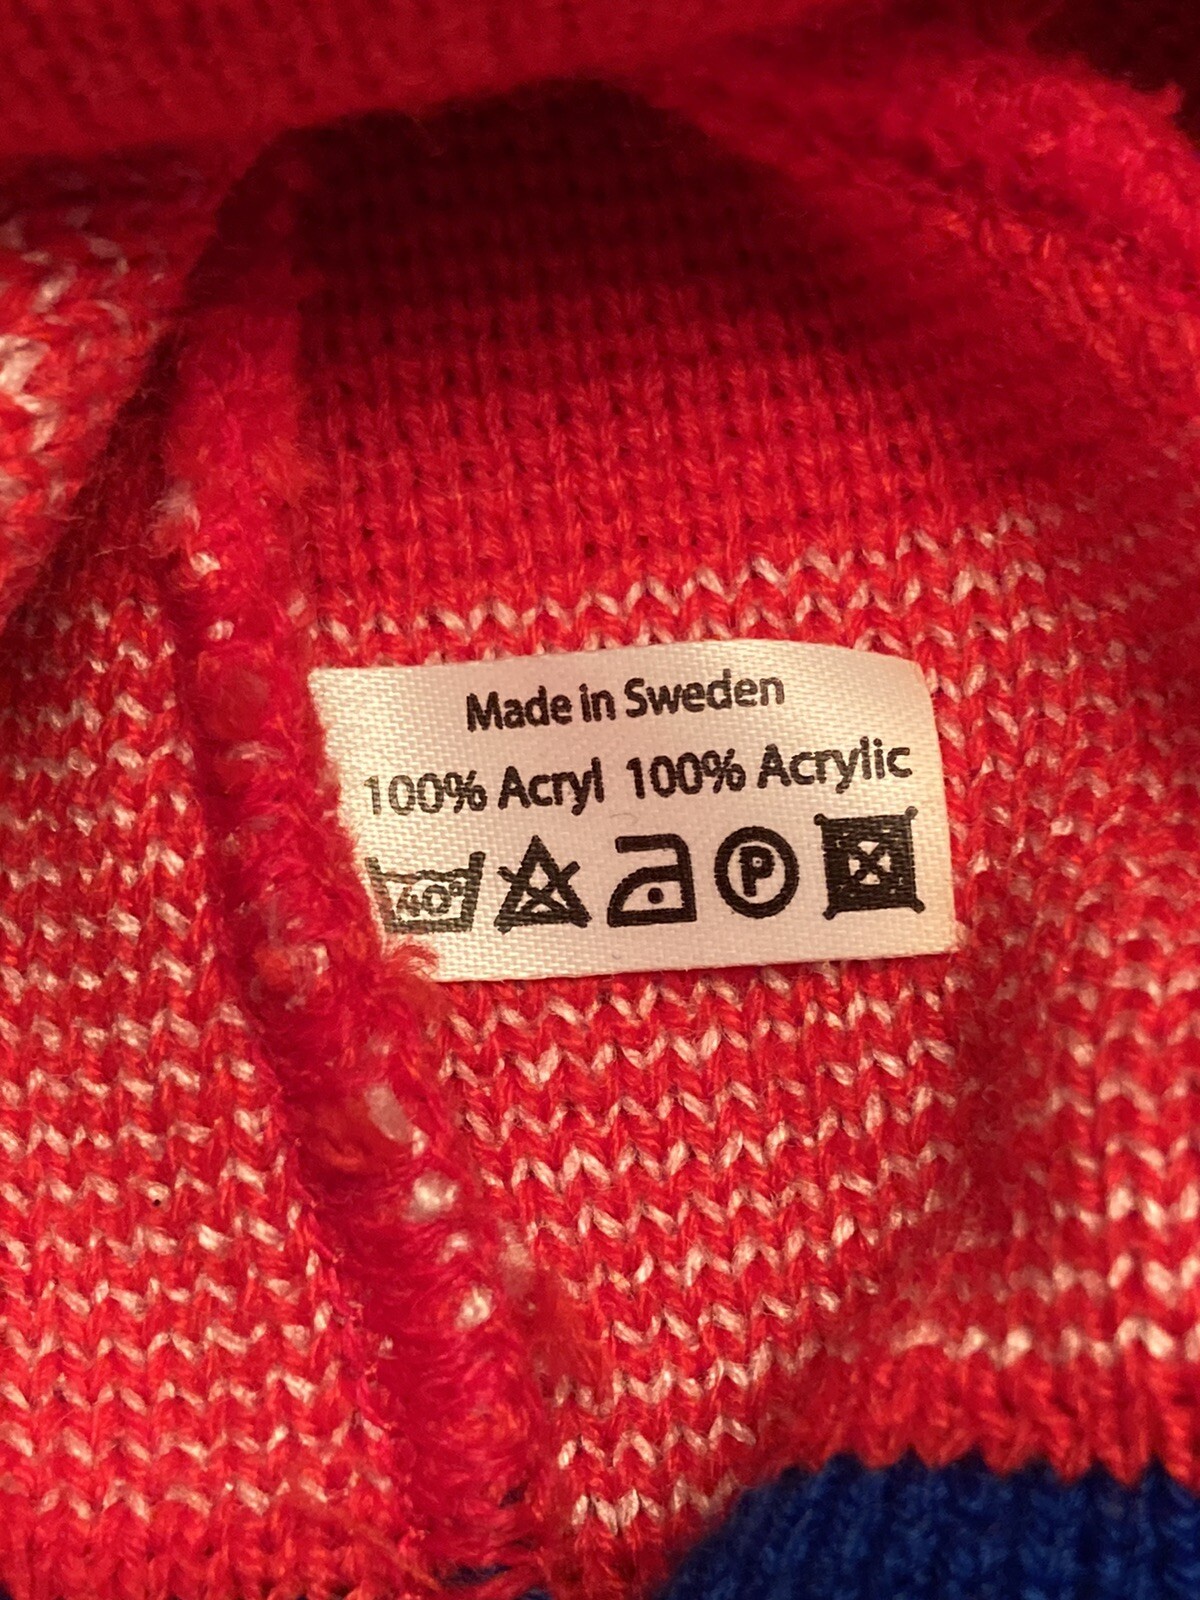 Made in Sweden
100% Acryl 100% Acrylic
40° P